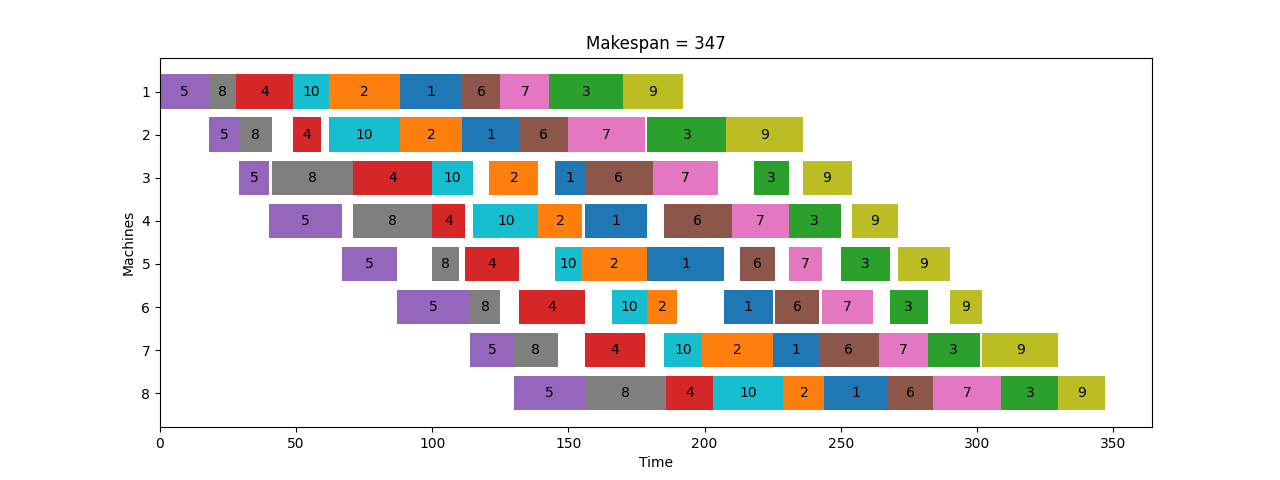 Makespan = 347
1 5 8 4 10 2 1 6 7 3 9
2 5 8 4 10 2 1 6 7 3 9
3 5 8 4 10 2 1 6 7 3 9
4 5 8 4 10 2 1 6 7 3 9
5 5 8 4 10 2 1 6 7 3 9
6 5 8 4 10 2 1 6 7 3 9
7 5 8 4 10 2 1 6 7 3 9
8 5 8 4 10 2 1 6 7 3 9
Machines
0 50 100 150 200 250 300 350
Time